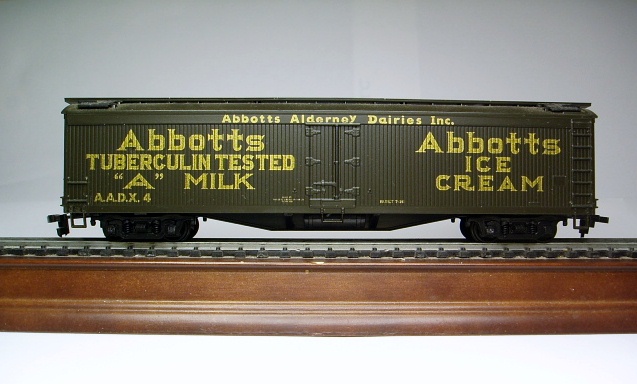 Abbotts Alderney Dairies Inc.
Abbotts
TUBERCULIN TESTED
"A" MILK
A.A.D.X. 4
Abbotts
ICE
CREAM